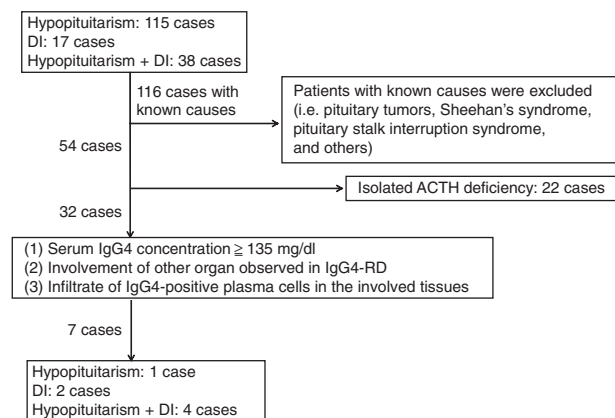 Hypopituitarism: 115 cases
DI: 17 cases
Hypopituitarism + DI: 38 cases
116 cases with
known causes
Patients with known causes were excluded
(i.e. pituitary tumors, Sheehan's syndrome,
pituitary stalk interruption syndrome,
and others)
54 cases
Isolated ACTH deficiency: 22 cases
32 cases
(1) Serum IgG4 concentration ≧ 135 mg/dl
(2) Involvement of other organ observed in IgG4-RD
(3) Infiltrate of IgG4-positive plasma cells in the involved tissues
7 cases
Hypopituitarism: 1 case
DI: 2 cases
Hypopituitarism + DI: 4 cases